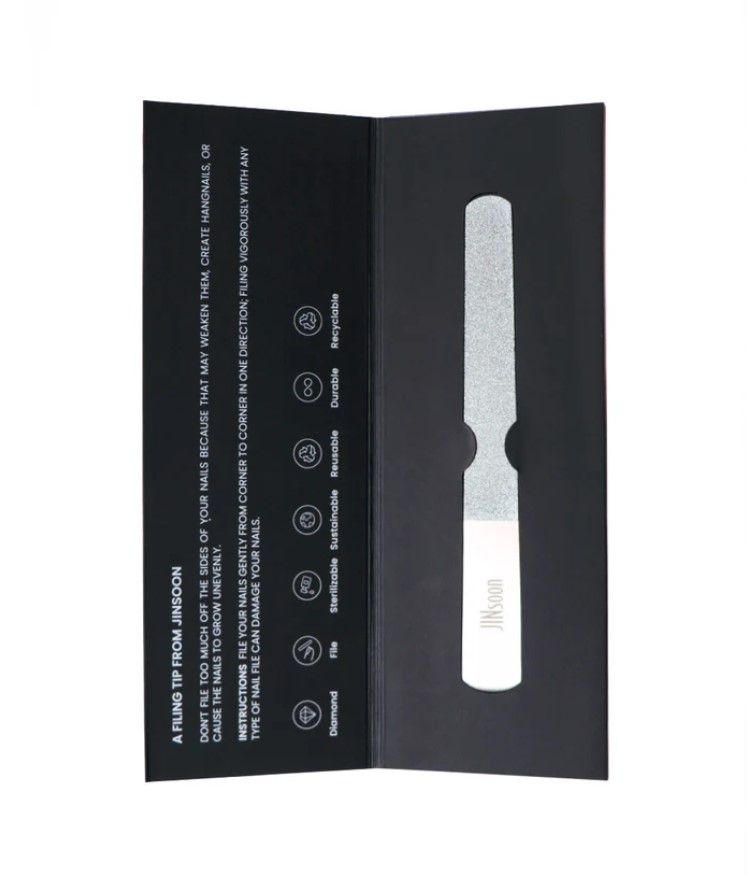 A FILING TIP FROM JINSOON
DON'T FILE TOO MUCH OFF THE SIDES OF YOUR NAILS BECAUSE THAT MAY WEAKEN THEM, CREATE HANGNAILS, OR
CAUSE THE NAILS TO GROW UNEVENLY.
INSTRUCTIONS FILE YOUR NAILS GENTLY FROM CORNER TO CORNER IN ONE DIRECTION; FILING VIGOROUSLY WITH ANY
TYPE OF NAIL FILE CAN DAMAGE YOUR NAILS.
Diamond File Sterilizable Sustainable Reusable Durable Recyclable
JINsoon